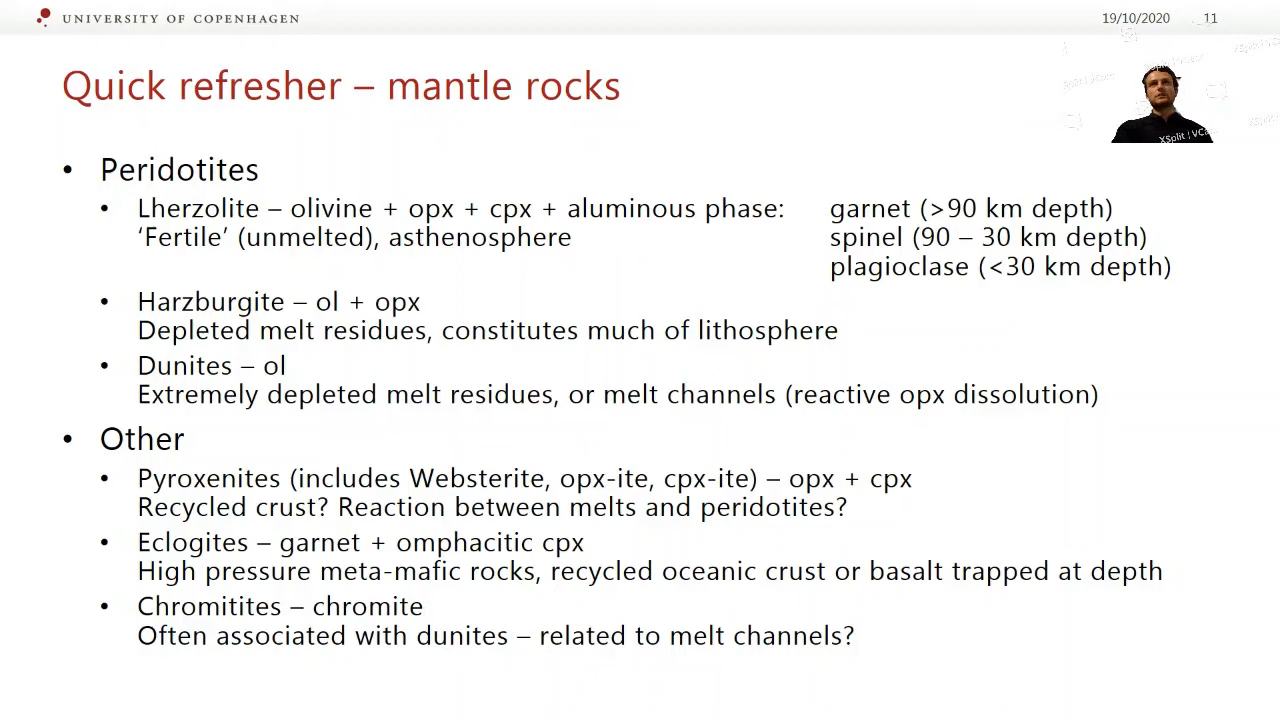 UNIVERSITY OF COPENHAGEN
19/10/2020 11
Quick refresher – mantle rocks
XSplit | VCa
• Peridotites
• Lherzolite – olivine + opx + cpx + aluminous phase: garnet (>90 km depth)
‘Fertile’ (unmelted), asthenosphere spinel (90 – 30 km depth)
plagioclase (<30 km depth)
• Harzburgite – ol + opx
Depleted melt residues, constitutes much of lithosphere
• Dunites – ol
Extremely depleted melt residues, or melt channels (reactive opx dissolution)
• Other
• Pyroxenites (includes Websterite, opx-ite, cpx-ite) – opx + cpx
Recycled crust? Reaction between melts and peridotites?
• Eclogites – garnet + omphacitic cpx
High pressure meta-mafic rocks, recycled oceanic crust or basalt trapped at depth
• Chromitites – chromite
Often associated with dunites – related to melt channels?